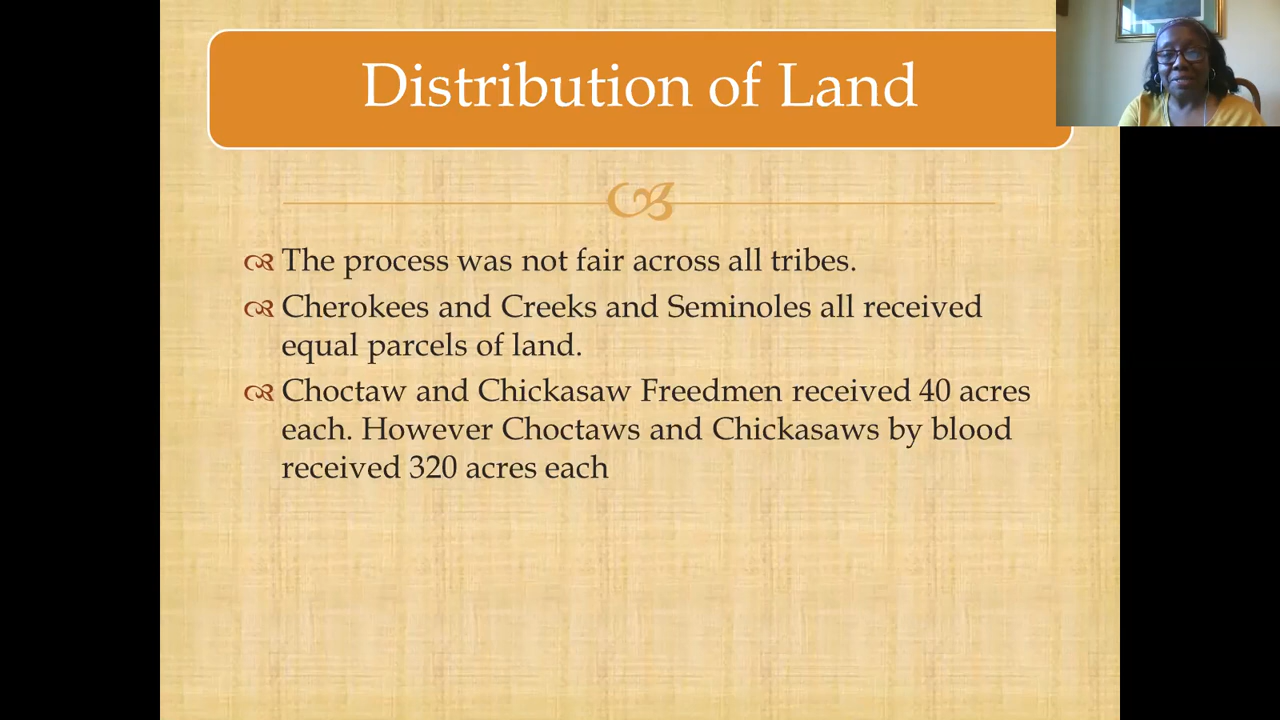 Distribution of Land
The process was not fair across all tribes.
Cherokees and Creeks and Seminoles all received
equal parcels of land.
Choctaw and Chickasaw Freedmen received 40 acres
each. However Choctaws and Chickasaws by blood
received 320 acres each